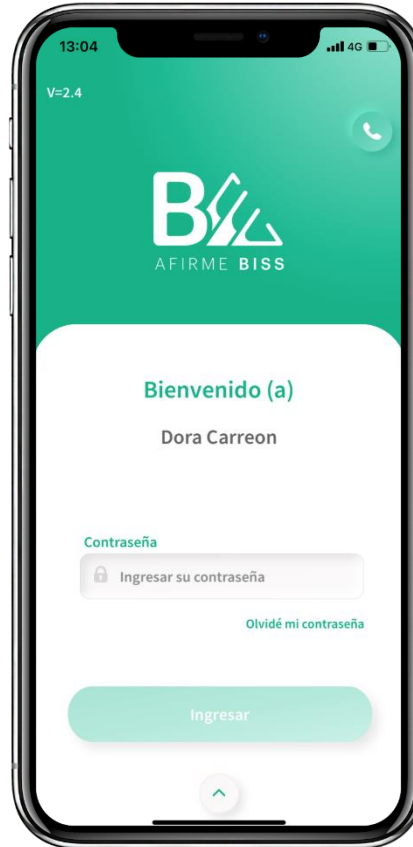 13:04
4G
V=2.4
B
AFIRME BISS
Bienvenido (a)
Dora Carreon
Contraseña
Ingresar su contraseña
Olvidé mi contraseña
Ingresar